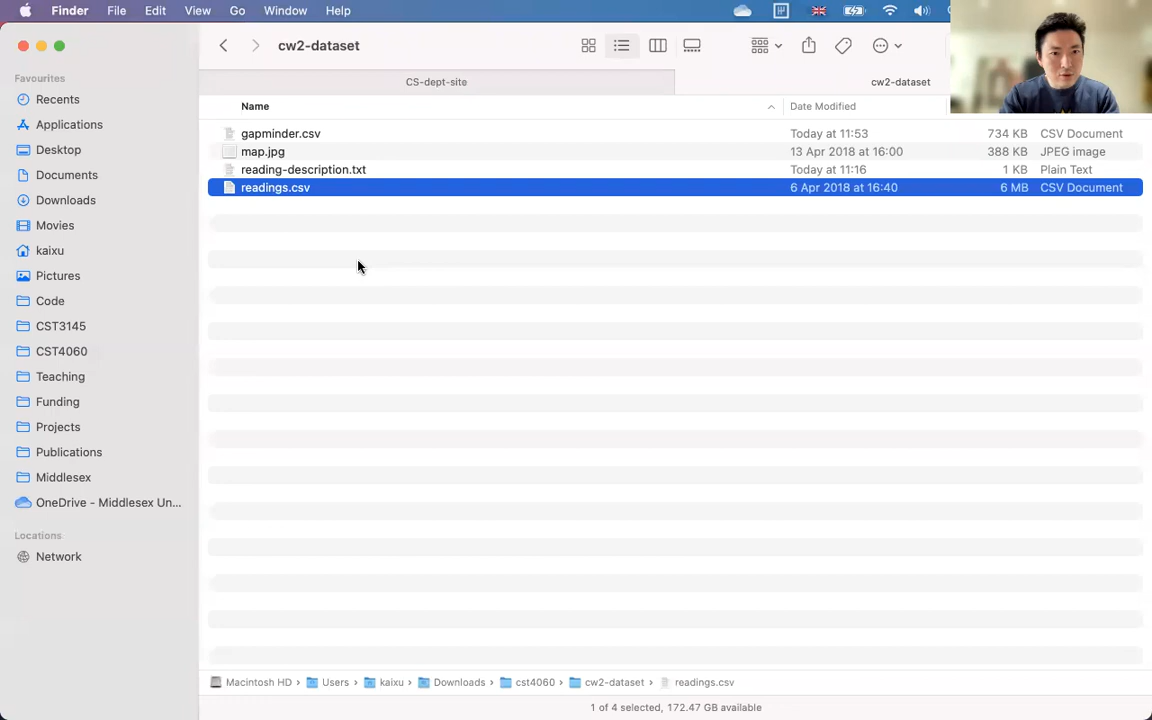 Finder File Edit View Go Window Help
cw2-dataset
CS-dept-site cw2-dataset
Name Date Modified
gapminder.csv Today at 11:53 734 KB CSV Document
map.jpg 13 Apr 2018 at 16:00 388 KB JPEG image
reading-description.txt Today at 11:16 1 KB Plain Text
readings.csv 6 Apr 2018 at 16:40 6 MB CSV Document
Favourites
Recents
Applications
Desktop
Documents
Downloads
Movies
kaixu
Pictures
Code
CST3145
CST4060
Teaching
Funding
Projects
Publications
Middlesex
OneDrive - Middlesex Un...
Locations
Network
Macintosh HD › Users › kaixu › Downloads › cst4060 › cw2-dataset › readings.csv
1 of 4 selected, 172.47 GB available